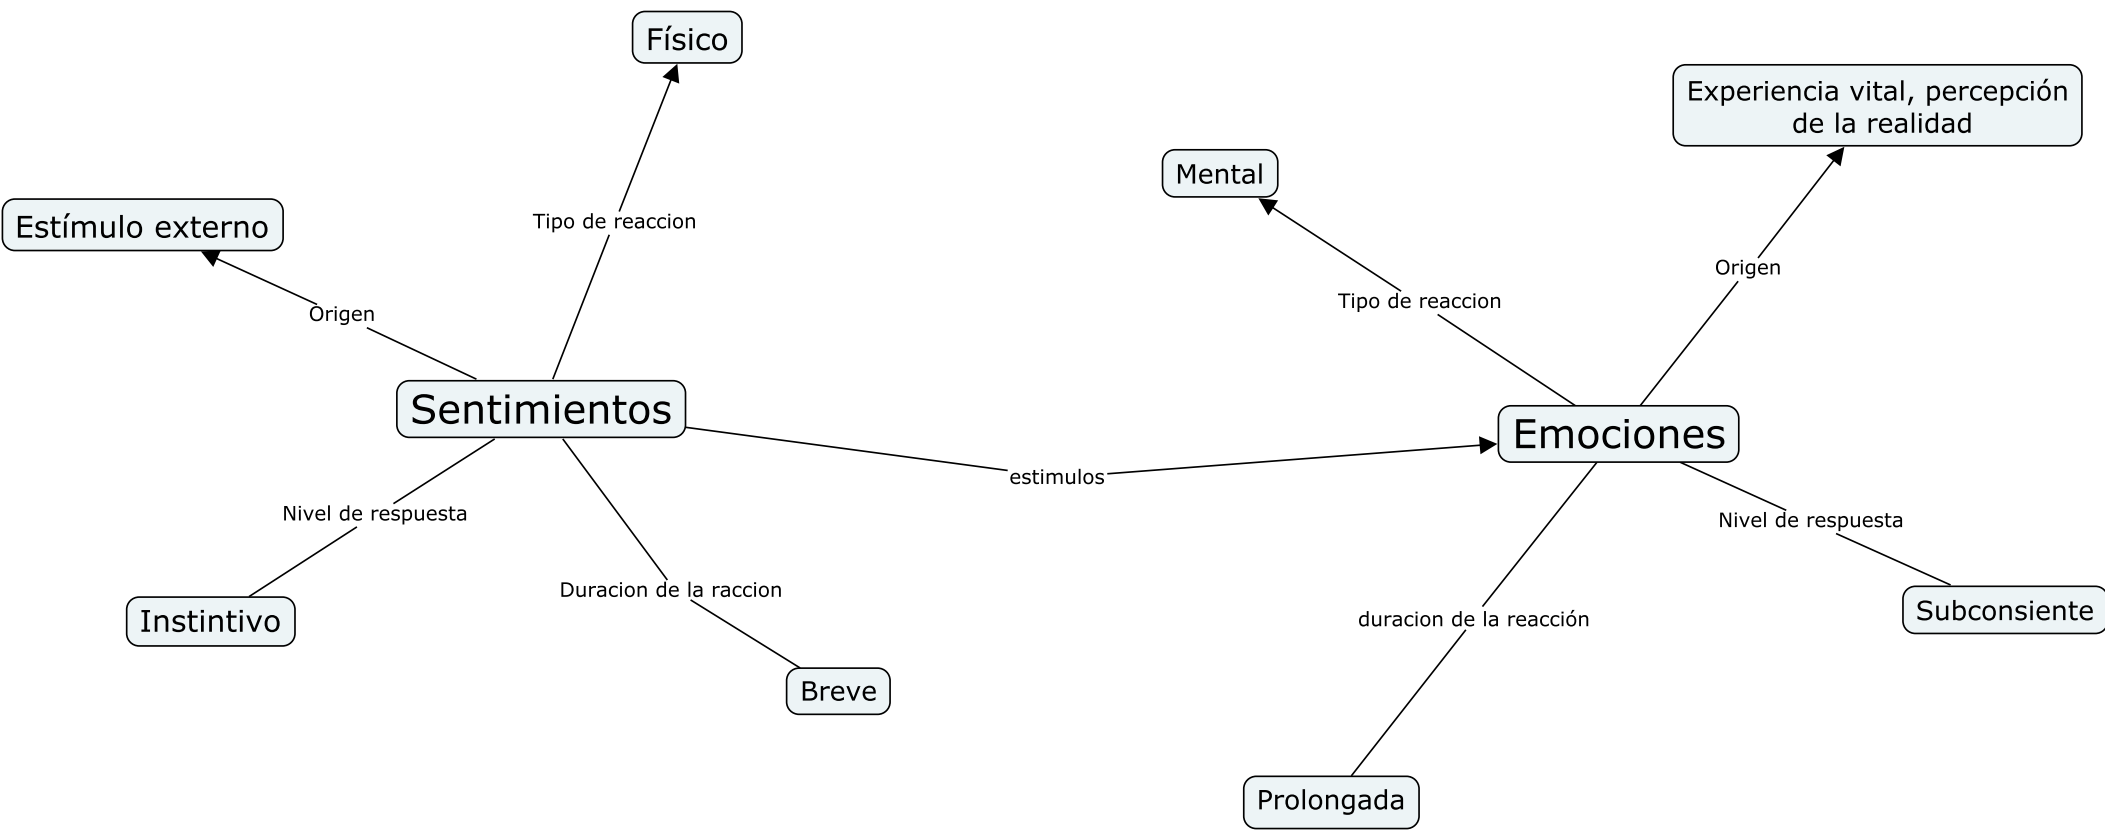 Físico
Experiencia vital, percepción
de la realidad
Mental
Estímulo externo
Tipo de reaccion
Origen
Tipo de reaccion
Origen
Sentimientos
Emociones
estimulos
Nivel de respuesta
Nivel de respuesta
Duracion de la raccion
duracion de la reacción
Instintivo
Subconsiente
Breve
Prolongada